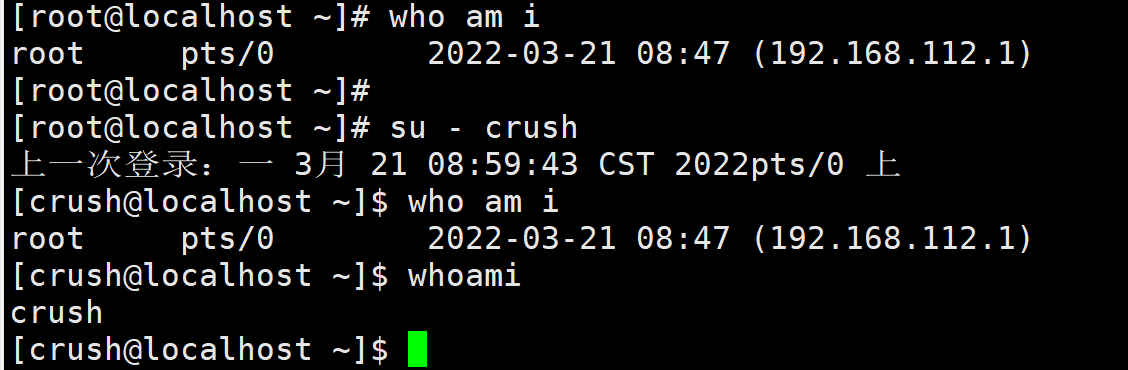 [root@localhost ~]# who am i
root     pts/0        2022-03-21 08:47 (192.168.112.1)
[root@localhost ~]#
[root@localhost ~]# su - crush
上一次登录：一 3月 21 08:59:43 CST 2022pts/0 上
[crush@localhost ~]$ who am i
root     pts/0        2022-03-21 08:47 (192.168.112.1)
[crush@localhost ~]$ whoami
crush
[crush@localhost ~]$